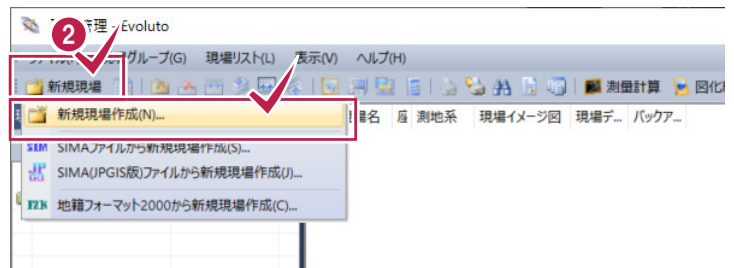 管理 - Evoluto
グループ(G) 現場リスト(L) 表示(V) ヘルプ(H)
2
新規現場 測量計算 図化
新規現場作成(N)... 場名 座 測地系 現場イメージ図 現場デ... バックア...
SIM SIMAファイルから新規現場作成(S)...
JP GIS SIMA(JPGIS版)ファイルから新規現場作成(J)...
F2K 地籍フォーマット2000から新規現場作成(C)...